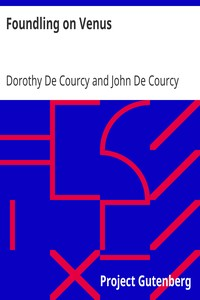 Foundling on Venus
Dorothy De Courcy and John De Courcy
Project Gutenberg